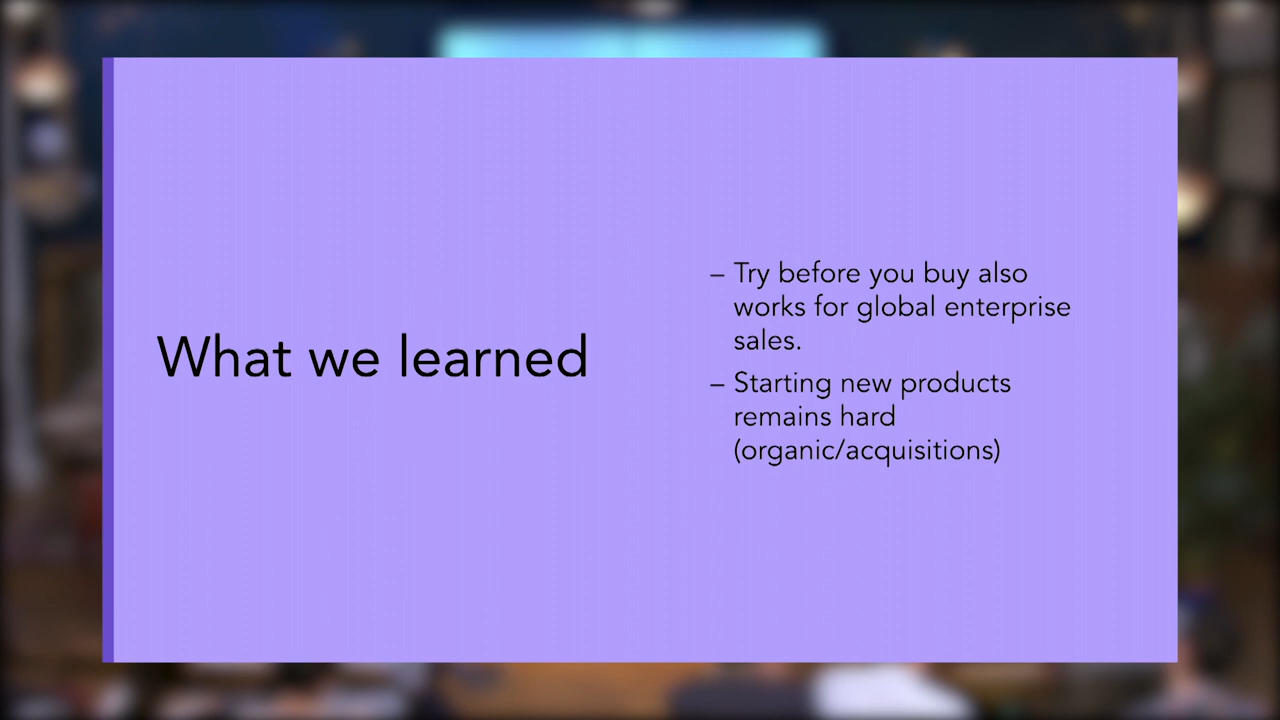 What we learned
– Try before you buy also
works for global enterprise
sales.
– Starting new products
remains hard
(organic/acquisitions)